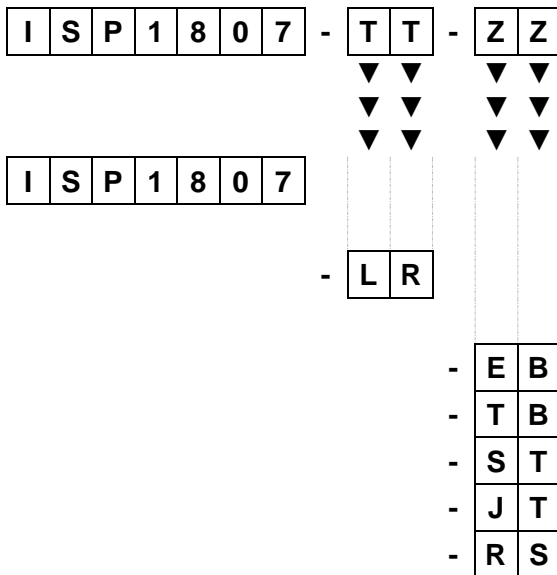 ISP1807 - TT - ZZ
ISP1807
- LR
- EB
- TB
- ST
- JT
- RS